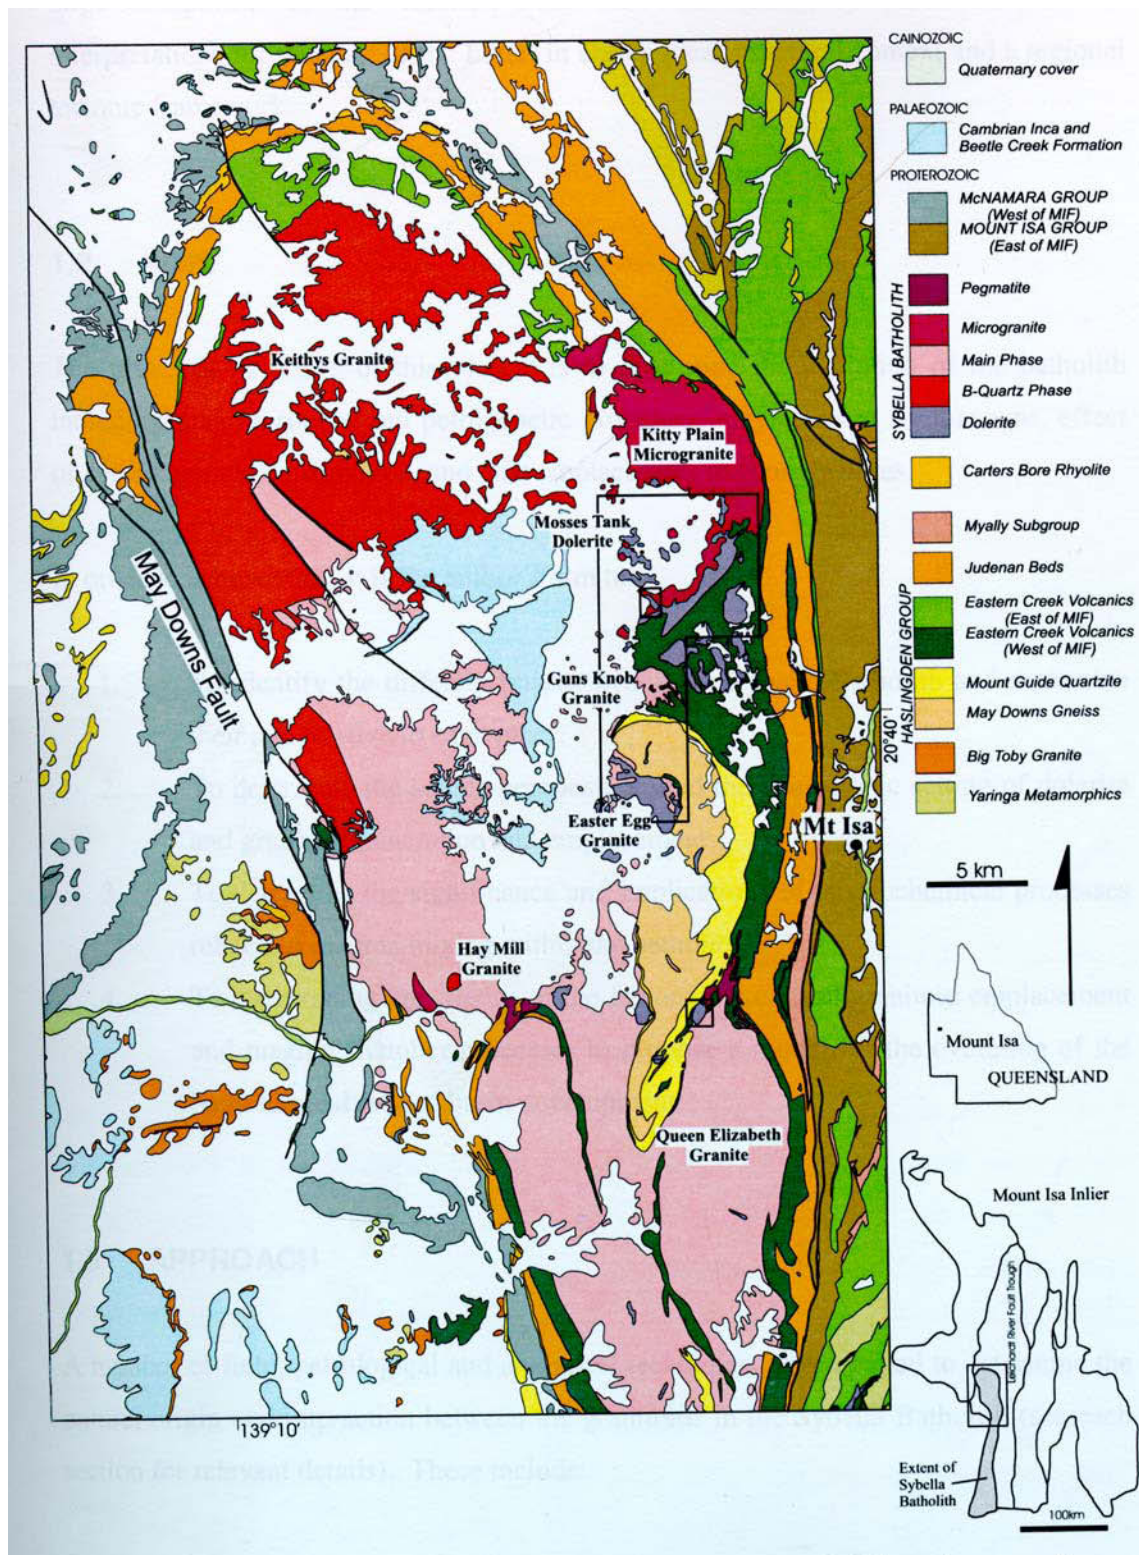 CAINOZOIC
Quaternary cover
PALAEOZOIC
Cambrian Inca and
Beetle Creek Formation
PROTEROZOIC
McNAMARA GROUP
(West of MIF)
MOUNT ISA GROUP
(East of MIF)
SYBELLA BATHOLITH
Pegmatite
Microgranite
Main Phase
B-Quartz Phase
Dolerite
Carters Bore Rhyolite
HASLINGDEN GROUP
Myally Subgroup
Judenan Beds
Eastern Creek Volcanics
(East of MIF)
Eastern Creek Volcanics
(West of MIF)
Mount Guide Quartzite
May Downs Gneiss
Big Toby Granite
Yaringa Metamorphics
Keithys Granite
Kitty Plain
Microgranite
Mosses Tank
Dolerite
May Downs Fault
Guns Knob
Granite
20°40'
Easter Egg
Granite
Mt Isa
5 km
Hay Mill
Granite
Queen Elizabeth
Granite
139°10'
Mount Isa
QUEENSLAND
Mount Isa Inlier
Leichardt River Fault Trough
Extent of
Sybella
Batholith
100km